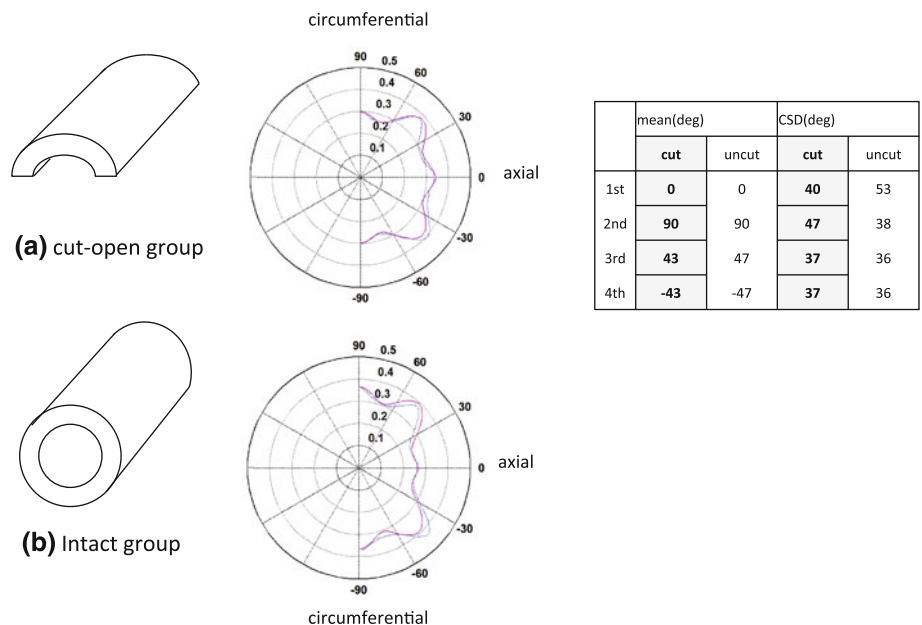 circumferential
90 0.5
60
0.4
0.3
30
0.2
0.1
0 axial
-30
-60
-90
(a) cut-open group
mean(deg) CSD(deg)
cut uncut cut uncut
1st 0 0 40 53
2nd 90 90 47 38
3rd 43 47 37 36
4th -43 -47 37 36
90 0.5
60
0.4
0.3
30
0.2
0.1
0 axial
-30
-60
-90
(b) Intact group
circumferential